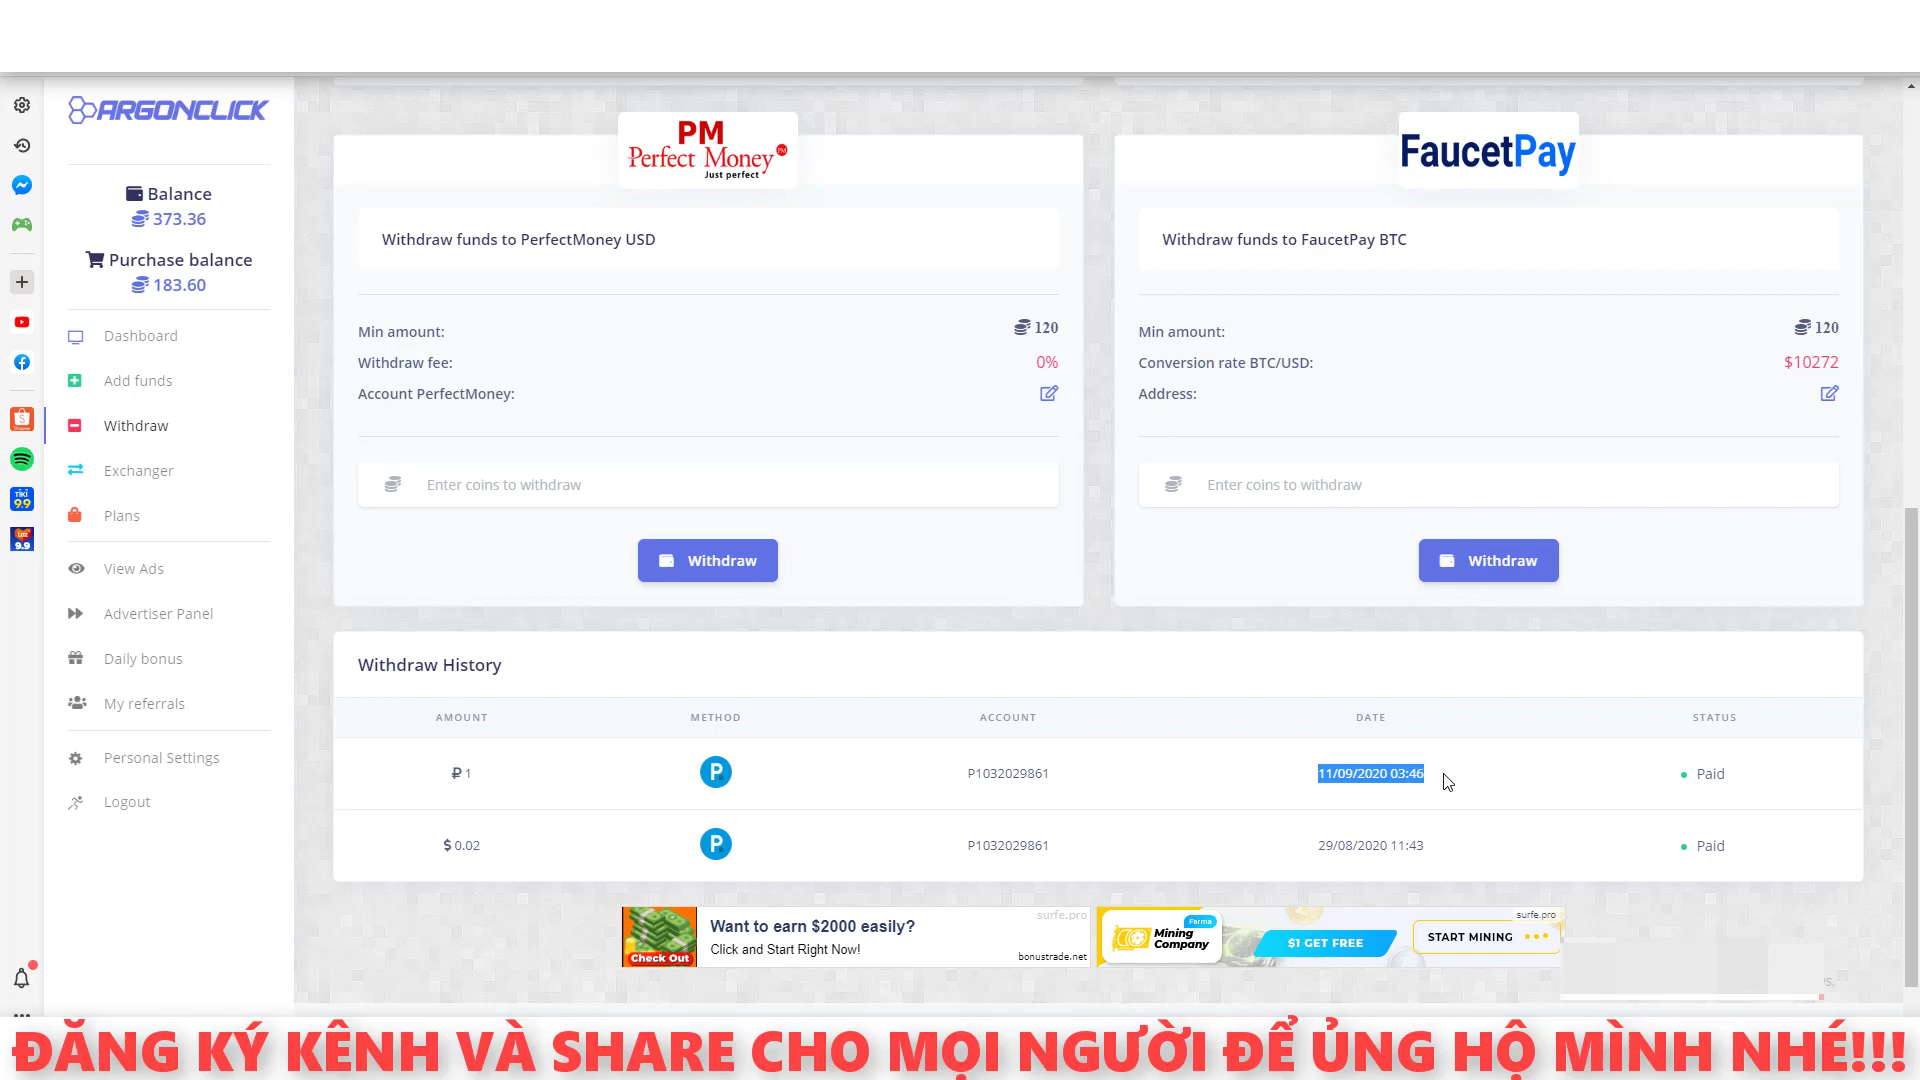 ARGONCLICK
Balance
373.36
Purchase balance
183.60
Dashboard
Add funds
Withdraw
Exchanger
Plans
View Ads
Advertiser Panel
Daily bonus
My referrals
Personal Settings
Logout
PM
Perfect Money PM
Just perfect
Withdraw funds to PerfectMoney USD
Min amount: 120
Withdraw fee: 0%
Account PerfectMoney:
Enter coins to withdraw
Withdraw
FaucetPay
Withdraw funds to FaucetPay BTC
Min amount: 120
Conversion rate BTC/USD: $10272
Address:
Enter coins to withdraw
Withdraw
Withdraw History
AMOUNT METHOD ACCOUNT DATE STATUS
₽ 1 P P1032029861 11/09/2020 03:46 Paid
$ 0.02 P P1032029861 29/08/2020 11:43 Paid
Check Out
Want to earn $2000 easily?
Click and Start Right Now!
surfe.pro
bonustrade.net
Farma
Mining
Company
$1 GET FREE
surfe.pro
START MINING
ĐĂNG KÝ KÊNH VÀ SHARE CHO MỌI NGƯỜI ĐỂ ỦNG HỘ MÌNH NHÉ!!!